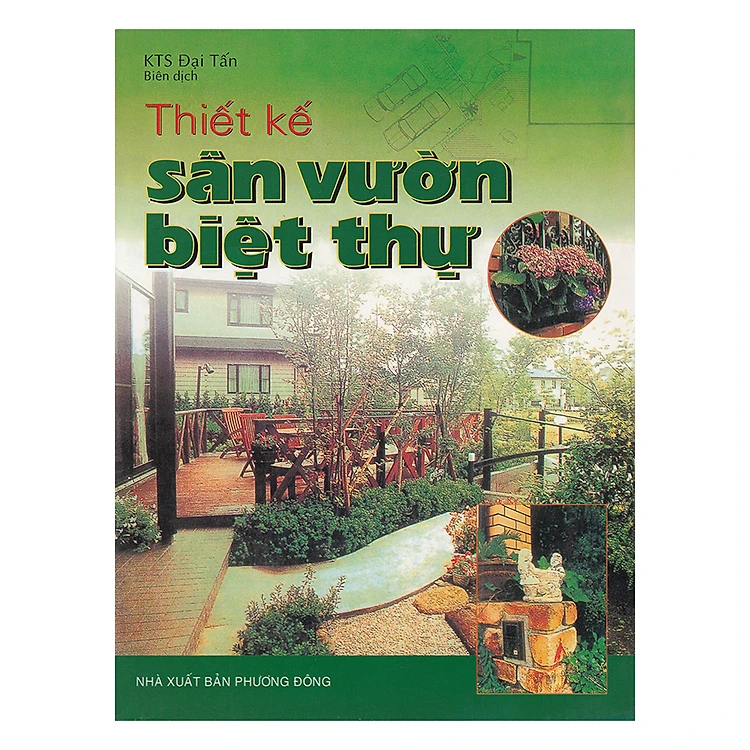 KTS Đại Tấn
Biên dịch
Thiết kế
sân vườn
biệt thự
NHÀ XUẤT BẢN PHƯƠNG ĐÔNG